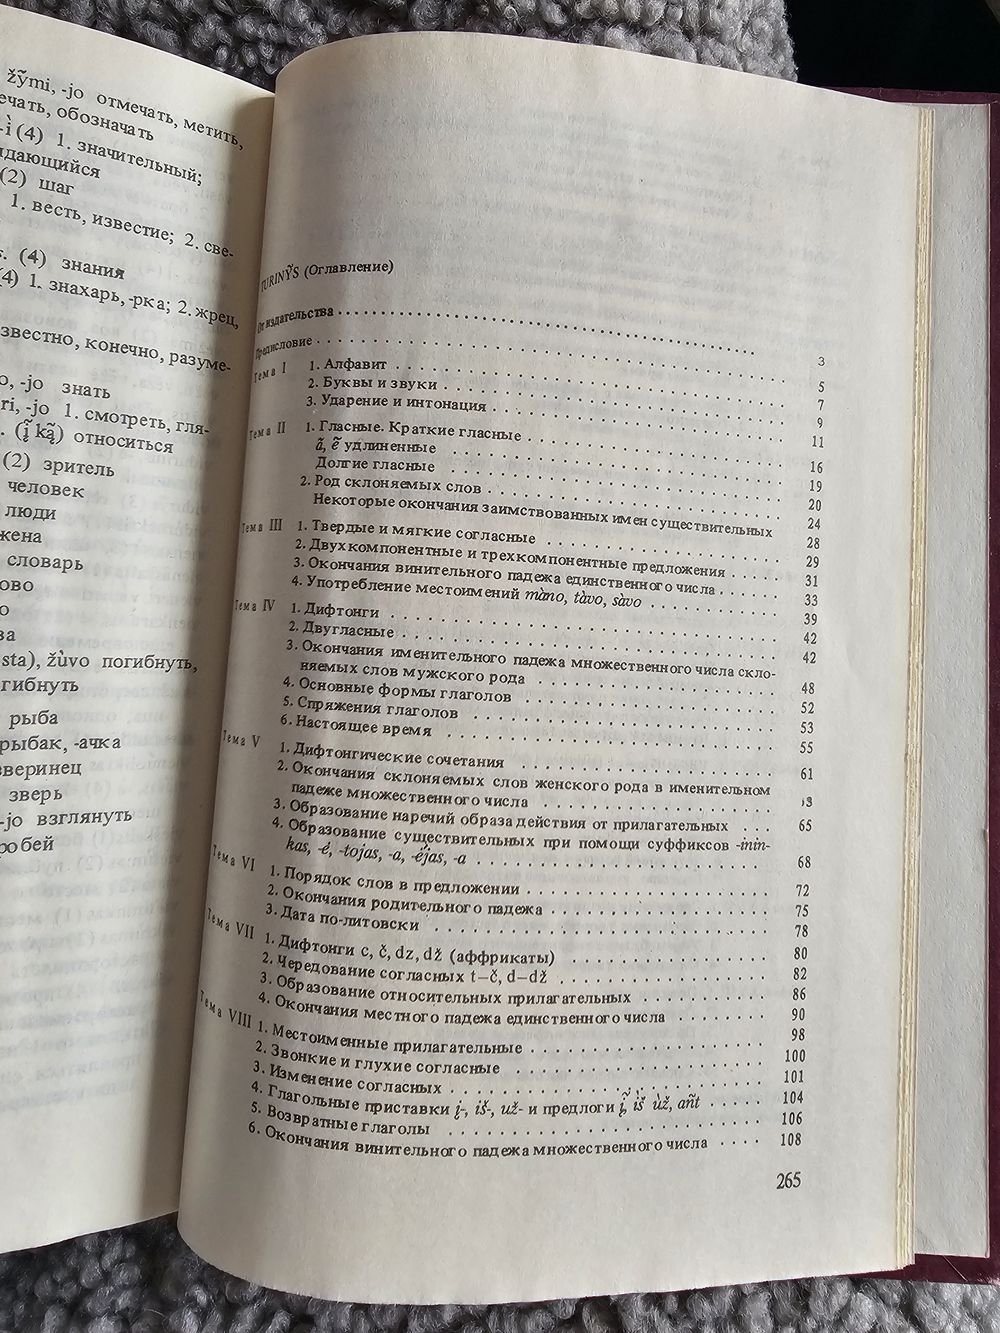 žỹmi, -jo отмечать, метить,
ечать, обозначать
-ì (4) 1. значительный;
идающийся
(2) шаг
1. весть, известие; 2. све-
s. (4) знания
(4) 1. знахарь, -рка; 2. жрец,
звестно, конечно, разуме-
o, -jo знать
ri, -jo 1. смотреть, гля-
. (į̃ ką̃) относиться
(2) зритель
человек
люди
жена
словарь
ово
о
ва
sta), žùvo погибнуть,
гибнуть
рыба
рыбак, -ачка
зверинец
зверь
-jo взглянуть
робей
TURINỸS (Оглавление)
От издательства . . . . . . . . . . . . . . . . . . . . 3
Предисловие . . . . . . . . . . . . . . . . . . . . 5
Тема I 1. Алфавит . . . . . . . . . . . . . . . . . . . . 7
2. Буквы и звуки . . . . . . . . . . . . . . . . . . . . 9
3. Ударение и интонация . . . . . . . . . . . . . . . . . . . . 11
Тема II 1. Гласные. Краткие гласные . . . . . . . . . . . . . . . . 16
ã, ẽ удлиненные . . . . . . . . . . . . . . . . . . . . 19
Долгие гласные . . . . . . . . . . . . . . . . . . . . 20
2. Род склоняемых слов . . . . . . . . . . . . . . . . . . . . 24
Некоторые окончания заимствованных имен существительных 28
Тема III 1. Твердые и мягкие согласные . . . . . . . . . . . . . . . . 29
2. Двухкомпонентные и трехкомпонентные предложения . . . . . 31
3. Окончания винительного падежа единственного числа . . . . . 33
4. Употребление местоимений màno, tàvo, sàvo . . . . . . . . . . 39
Тема IV 1. Дифтонги . . . . . . . . . . . . . . . . . . . . 42
2. Двугласные . . . . . . . . . . . . . . . . . . . . 42
3. Окончания именительного падежа множественного числа скло-
няемых слов мужского рода . . . . . . . . . . . . . . . . 48
4. Основные формы глаголов . . . . . . . . . . . . . . . . 52
5. Спряжения глаголов . . . . . . . . . . . . . . . . . . . . 53
6. Настоящее время . . . . . . . . . . . . . . . . . . . . 55
Тема V 1. Дифтонгические сочетания . . . . . . . . . . . . . . . . 61
2. Окончания склоняемых слов женского рода в именительном
падеже множественного числа . . . . . . . . . . . . . . . . 3
3. Образование наречий образа действия от прилагательных . . . 65
4. Образование существительных при помощи суффиксов -inin-
kas, -ė, -tojas, -a, -ėjas, -a . . . . . . . . . . . . . . . . 68
Тема VI 1. Порядок слов в предложении . . . . . . . . . . . . . . . . 72
2. Окончания родительного падежа . . . . . . . . . . . . . . 75
3. Дата по-литовски . . . . . . . . . . . . . . . . . . . . 78
Тема VII 1. Дифтонги c, č, dz, dž (аффрикаты) . . . . . . . . . . . . 80
2. Чередование согласных t—č, d—dž . . . . . . . . . . . . . . 82
3. Образование относительных прилагательных . . . . . . . . . 86
4. Окончания местного падежа единственного числа . . . . . . . 90
Тема VIII 1. Местоименные прилагательные . . . . . . . . . . . . . . 98
2. Звонкие и глухие согласные . . . . . . . . . . . . . . . . 100
3. Изменение согласных . . . . . . . . . . . . . . . . . . . . 101
4. Глагольные приставки į-, iš-, už- и предлоги į̃, ìš ùž, añt . . . . . 104
5. Возвратные глаголы . . . . . . . . . . . . . . . . . . . . 106
6. Окончания винительного падежа множественного числа . . . . 108
265